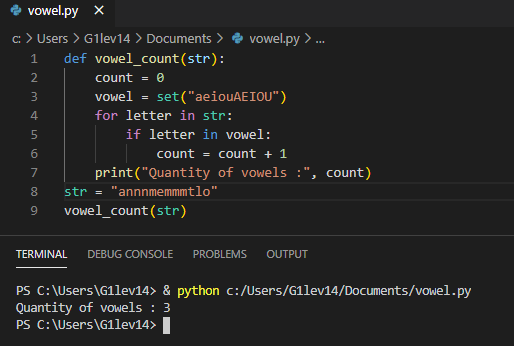 vowel.py ×
c: > Users > G1lev14 > Documents > vowel.py > ...
1 def vowel_count(str):
2     count = 0
3     vowel = set("aeiouAEIOU")
4     for letter in str:
5         if letter in vowel:
6             count = count + 1
7     print("Quantity of vowels :", count)
8 str = "annnmemmmtlo"
9 vowel_count(str)
TERMINAL DEBUG CONSOLE PROBLEMS OUTPUT
PS C:\Users\G1lev14> & python c:/Users/G1lev14/Documents/vowel.py
Quantity of vowels : 3
PS C:\Users\G1lev14>